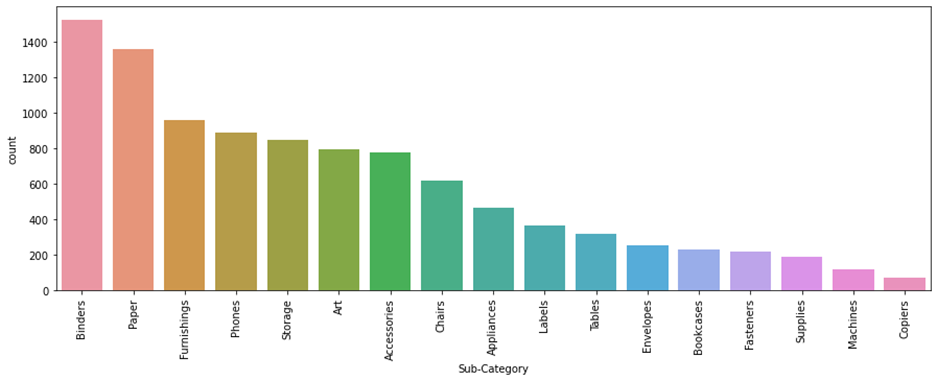 1400
1200
1000
800
600
400
200
0
count
Binders
Paper
Furnishings
Phones
Storage
Art
Accessories
Chairs
Appliances
Labels
Tables
Envelopes
Bookcases
Fasteners
Supplies
Machines
Copiers
Sub-Category